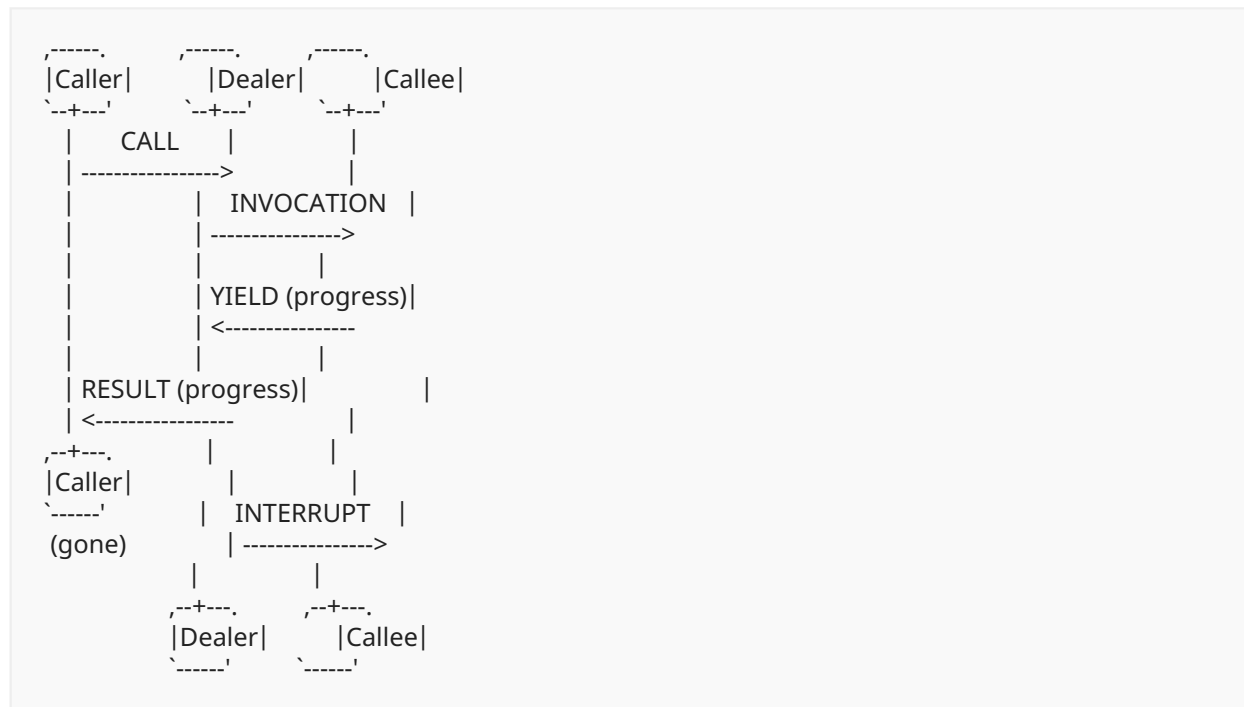 ,------.          ,------.          ,------.
|Caller|          |Dealer|          |Callee|
`--+---'          `--+---'          `--+---'
   |       CALL       |                |
   | ----------------->                |
   |                | INVOCATION |
   |                | ---------------->
   |                |                |
   |                | YIELD (progress)|
   |                | <----------------
   |                |                |
   | RESULT (progress)|                |
   | <-----------------                |
,--+---.              |                |
|Caller|              |                |
`------'          | INTERRUPT |
(gone)              | ---------------->
                |                |
             ,--+---.          ,--+---.
             |Dealer|          |Callee|
             `------'          `------'